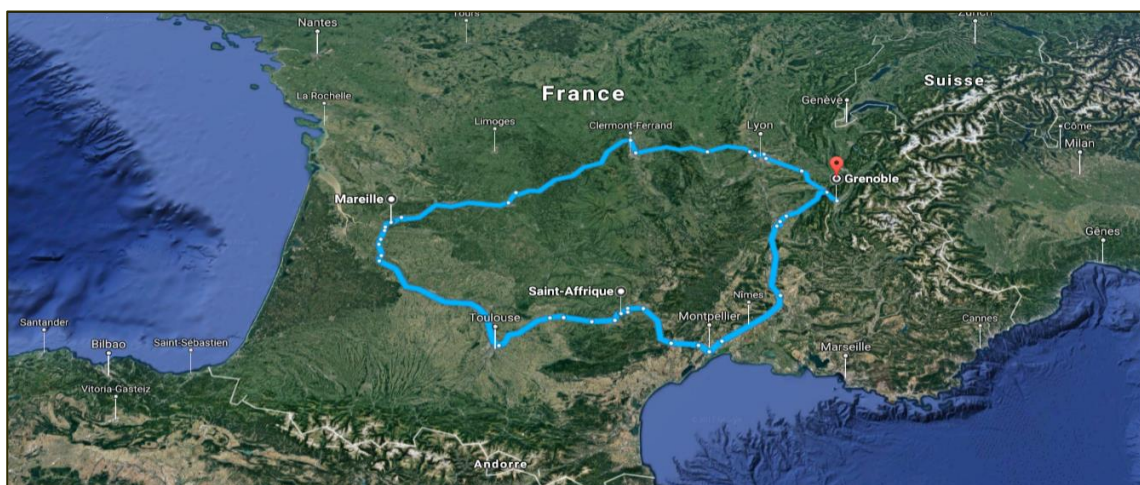 Tours
Zurich
Nantes
Suisse
France
La Rochelle
Genève
Limoges
Clermont-Ferrand
Lyon
Côme
Milan
Grenoble
Mareille
Gênes
Saint-Affrique
Nîmes
Toulouse
Montpellier
Cannes
Santander
Bilbao
Saint-Sébastien
Marseille
Vitoria-Gasteiz
Andorre